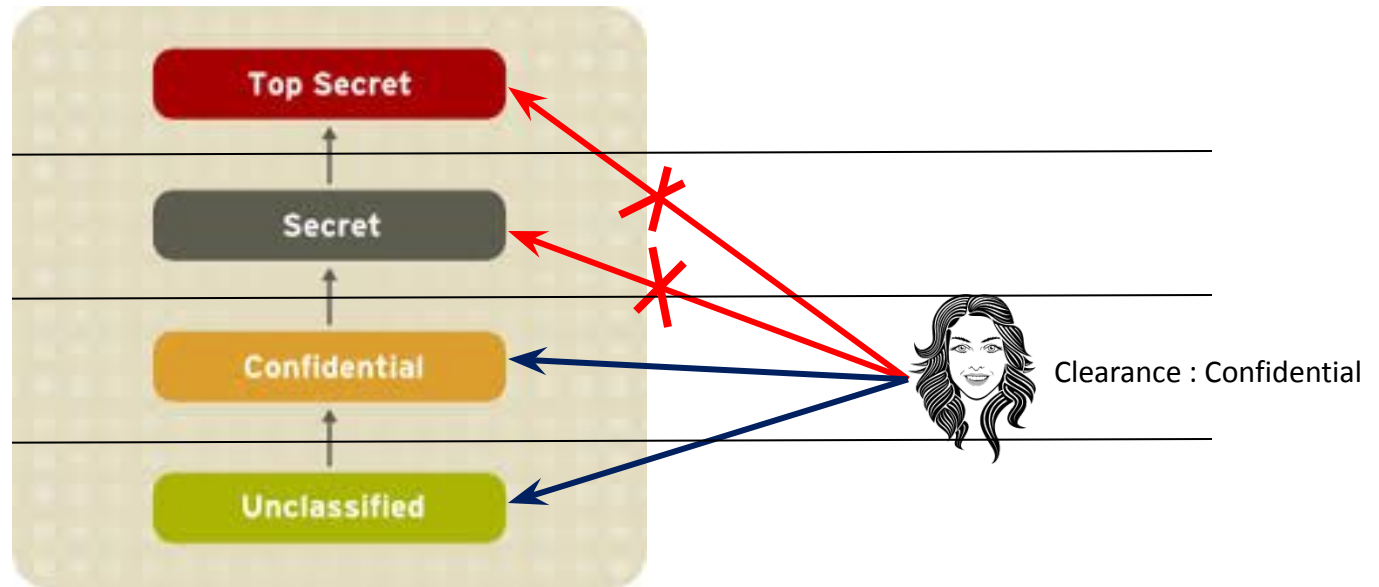 Top Secret
Secret
Confidential
Clearance : Confidential
Unclassified